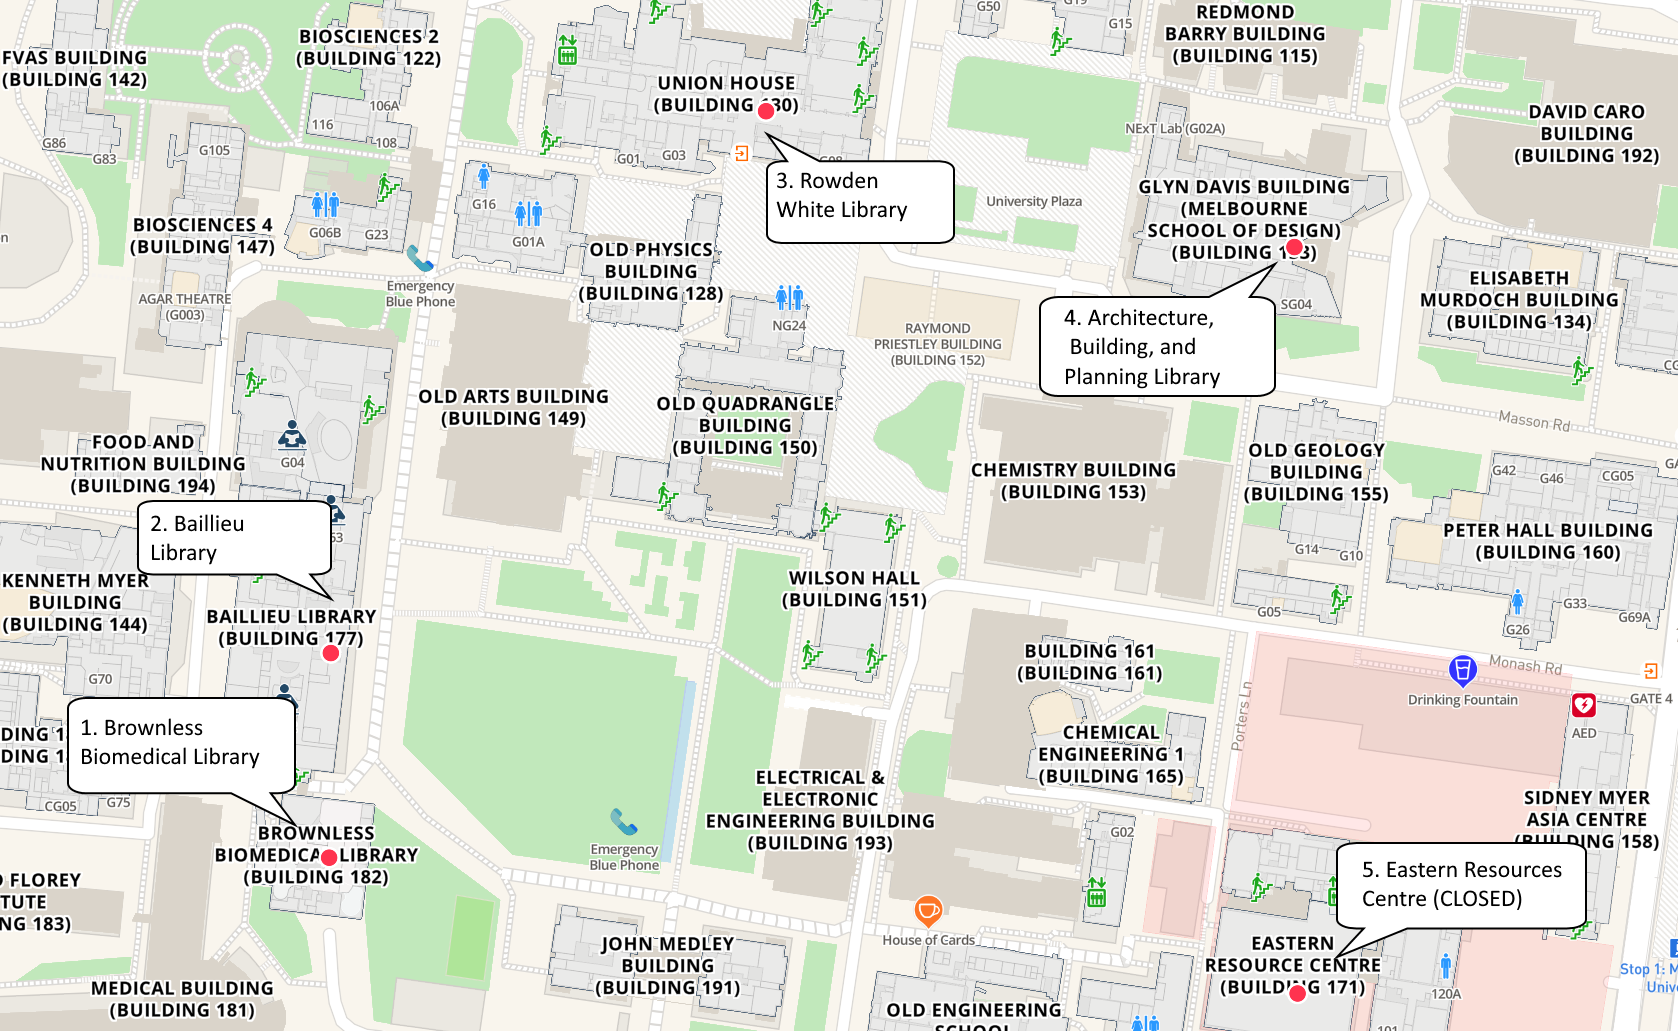 BIOSCIENCES 2
(BUILDING 122)
FVAS BUILDING
(BUILDING 142)
106A
116
108
G86
G83
G105
UNION HOUSE
(BUILDING 130)
G01
G03
G50
G19
G15
REDMOND
BARRY BUILDING
(BUILDING 115)
NExT Lab (G02A)
DAVID CARO
BUILDING
(BUILDING 192)
3. Rowden
White Library
University Plaza
GLYN DAVIS BUILDING
(MELBOURNE
SCHOOL OF DESIGN)
SG04
4. Architecture,
Building, and
Planning Library
ELISABETH
MURDOCH BUILDING
(BUILDING 134)
BIOSCIENCES 4
(BUILDING 147)
G06B
G23
G16
G01A
AGAR THEATRE
(G003)
Emergency
Blue Phone
OLD PHYSICS
BUILDING
(BUILDING 128)
NG24
RAYMOND
PRIESTLEY BUILDING
(BUILDING 152)
Masson Rd
OLD ARTS BUILDING
(BUILDING 149)
OLD QUADRANGLE
BUILDING
(BUILDING 150)
CHEMISTRY BUILDING
(BUILDING 153)
OLD GEOLOGY
BUILDING
(BUILDING 155)
G42
G46
CG05
G14
G10
G05
PETER HALL BUILDING
(BUILDING 160)
G33
G69A
G26
FOOD AND
NUTRITION BUILDING
(BUILDING 194)
G04
2. Baillieu
Library
KENNETH MYER
BUILDING
(BUILDING 144)
G70
BAILLIEU LIBRARY
(BUILDING 177)
WILSON HALL
(BUILDING 151)
BUILDING 161
(BUILDING 161)
CHEMICAL
ENGINEERING 1
(BUILDING 165)
Porters Ln
Monash Rd
Drinking Fountain
GATE 4
AED
1. Brownless
Biomedical Library
DING 1
DING 1
CG05
G75
BROWNLESS
BIOMEDICAL LIBRARY
(BUILDING 182)
ELECTRICAL &
ELECTRONIC
ENGINEERING BUILDING
(BUILDING 193)
Emergency
Blue Phone
G02
SIDNEY MYER
ASIA CENTRE
(BUILDING 158)
5. Eastern Resources
Centre (CLOSED)
O FLOREY
TUTE
NG 183)
House of Cards
EASTERN
RESOURCE CENTRE
(BUILDING 171)
120A
101
Stop 1: M
Unive
MEDICAL BUILDING
(BUILDING 181)
JOHN MEDLEY
BUILDING
(BUILDING 191)
OLD ENGINEERING
SCHOOL